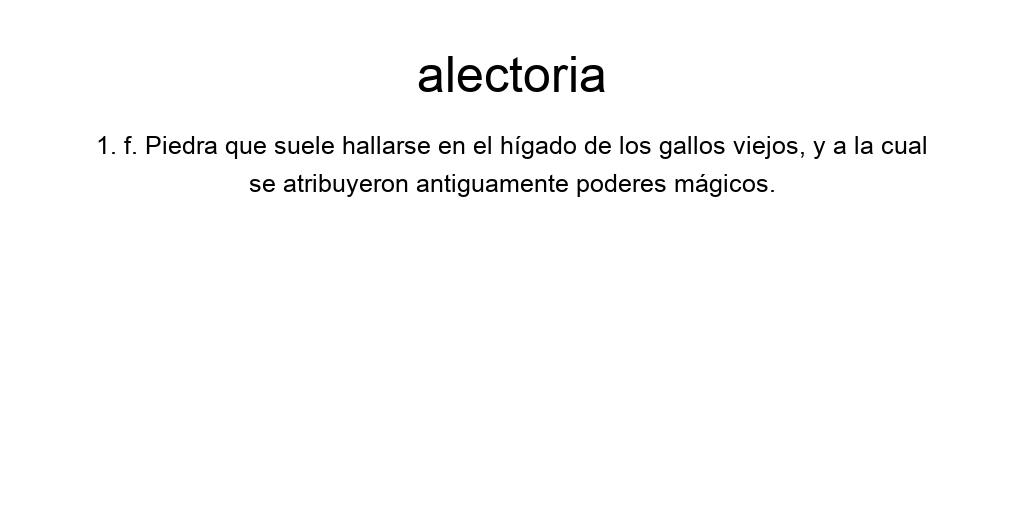 alectoria
1. f. Piedra que suele hallarse en el hígado de los gallos viejos, y a la cual
se atribuyeron antiguamente poderes mágicos.